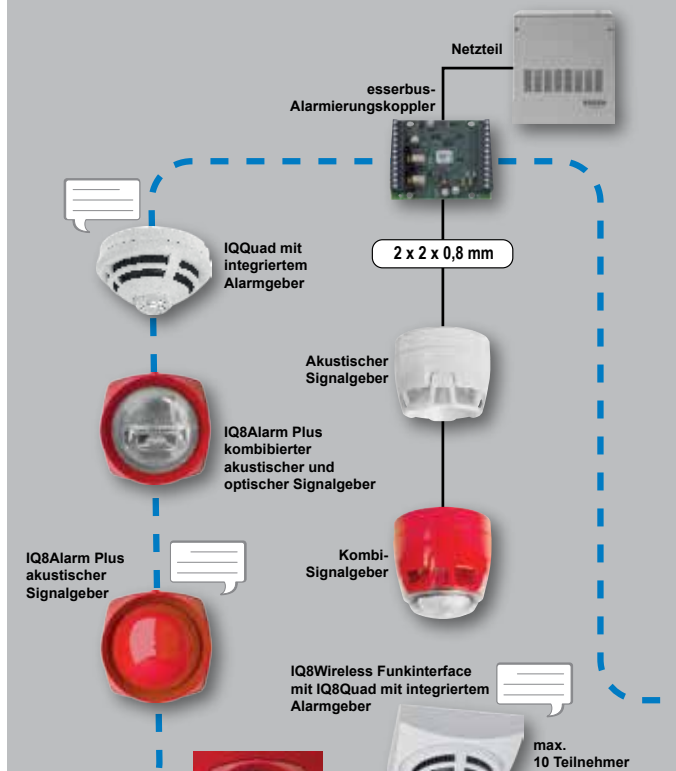 Netzteil
esserbus-
Alarmierungskoppler
IQQuad mit
integriertem
Alarmgeber
2 x 2 x 0,8 mm
Akustischer
Signalgeber
IQ8Alarm Plus
kombibierter
akustischer und
optischer Signalgeber
IQ8Alarm Plus
akustischer
Signalgeber
Kombi-
Signalgeber
IQ8Wireless Funkinterface
mit IQ8Quad mit integriertem
Alarmgeber
max.
10 Teilnehmer